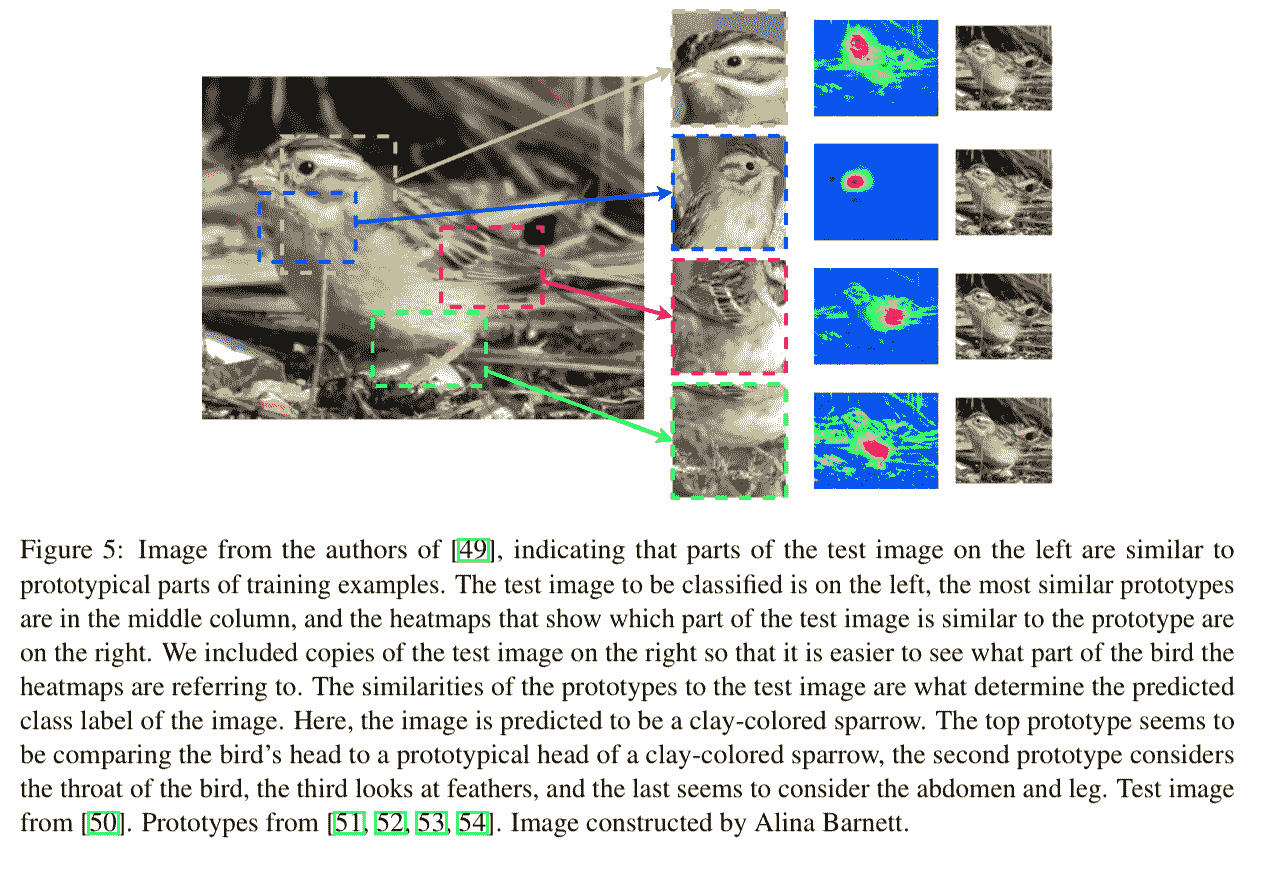 Figure 5: Image from the authors of [49], indicating that parts of the test image on the left are similar to
prototypical parts of training examples. The test image to be classified is on the left, the most similar prototypes
are in the middle column, and the heatmaps that show which part of the test image is similar to the prototype are
on the right. We included copies of the test image on the right so that it is easier to see what part of the bird the
heatmaps are referring to. The similarities of the prototypes to the test image are what determine the predicted
class label of the image. Here, the image is predicted to be a clay-colored sparrow. The top prototype seems to
be comparing the bird's head to a prototypical head of a clay-colored sparrow, the second prototype considers
the throat of the bird, the third looks at feathers, and the last seems to consider the abdomen and leg. Test image
from [50]. Prototypes from [51, 52, 53, 54]. Image constructed by Alina Barnett.